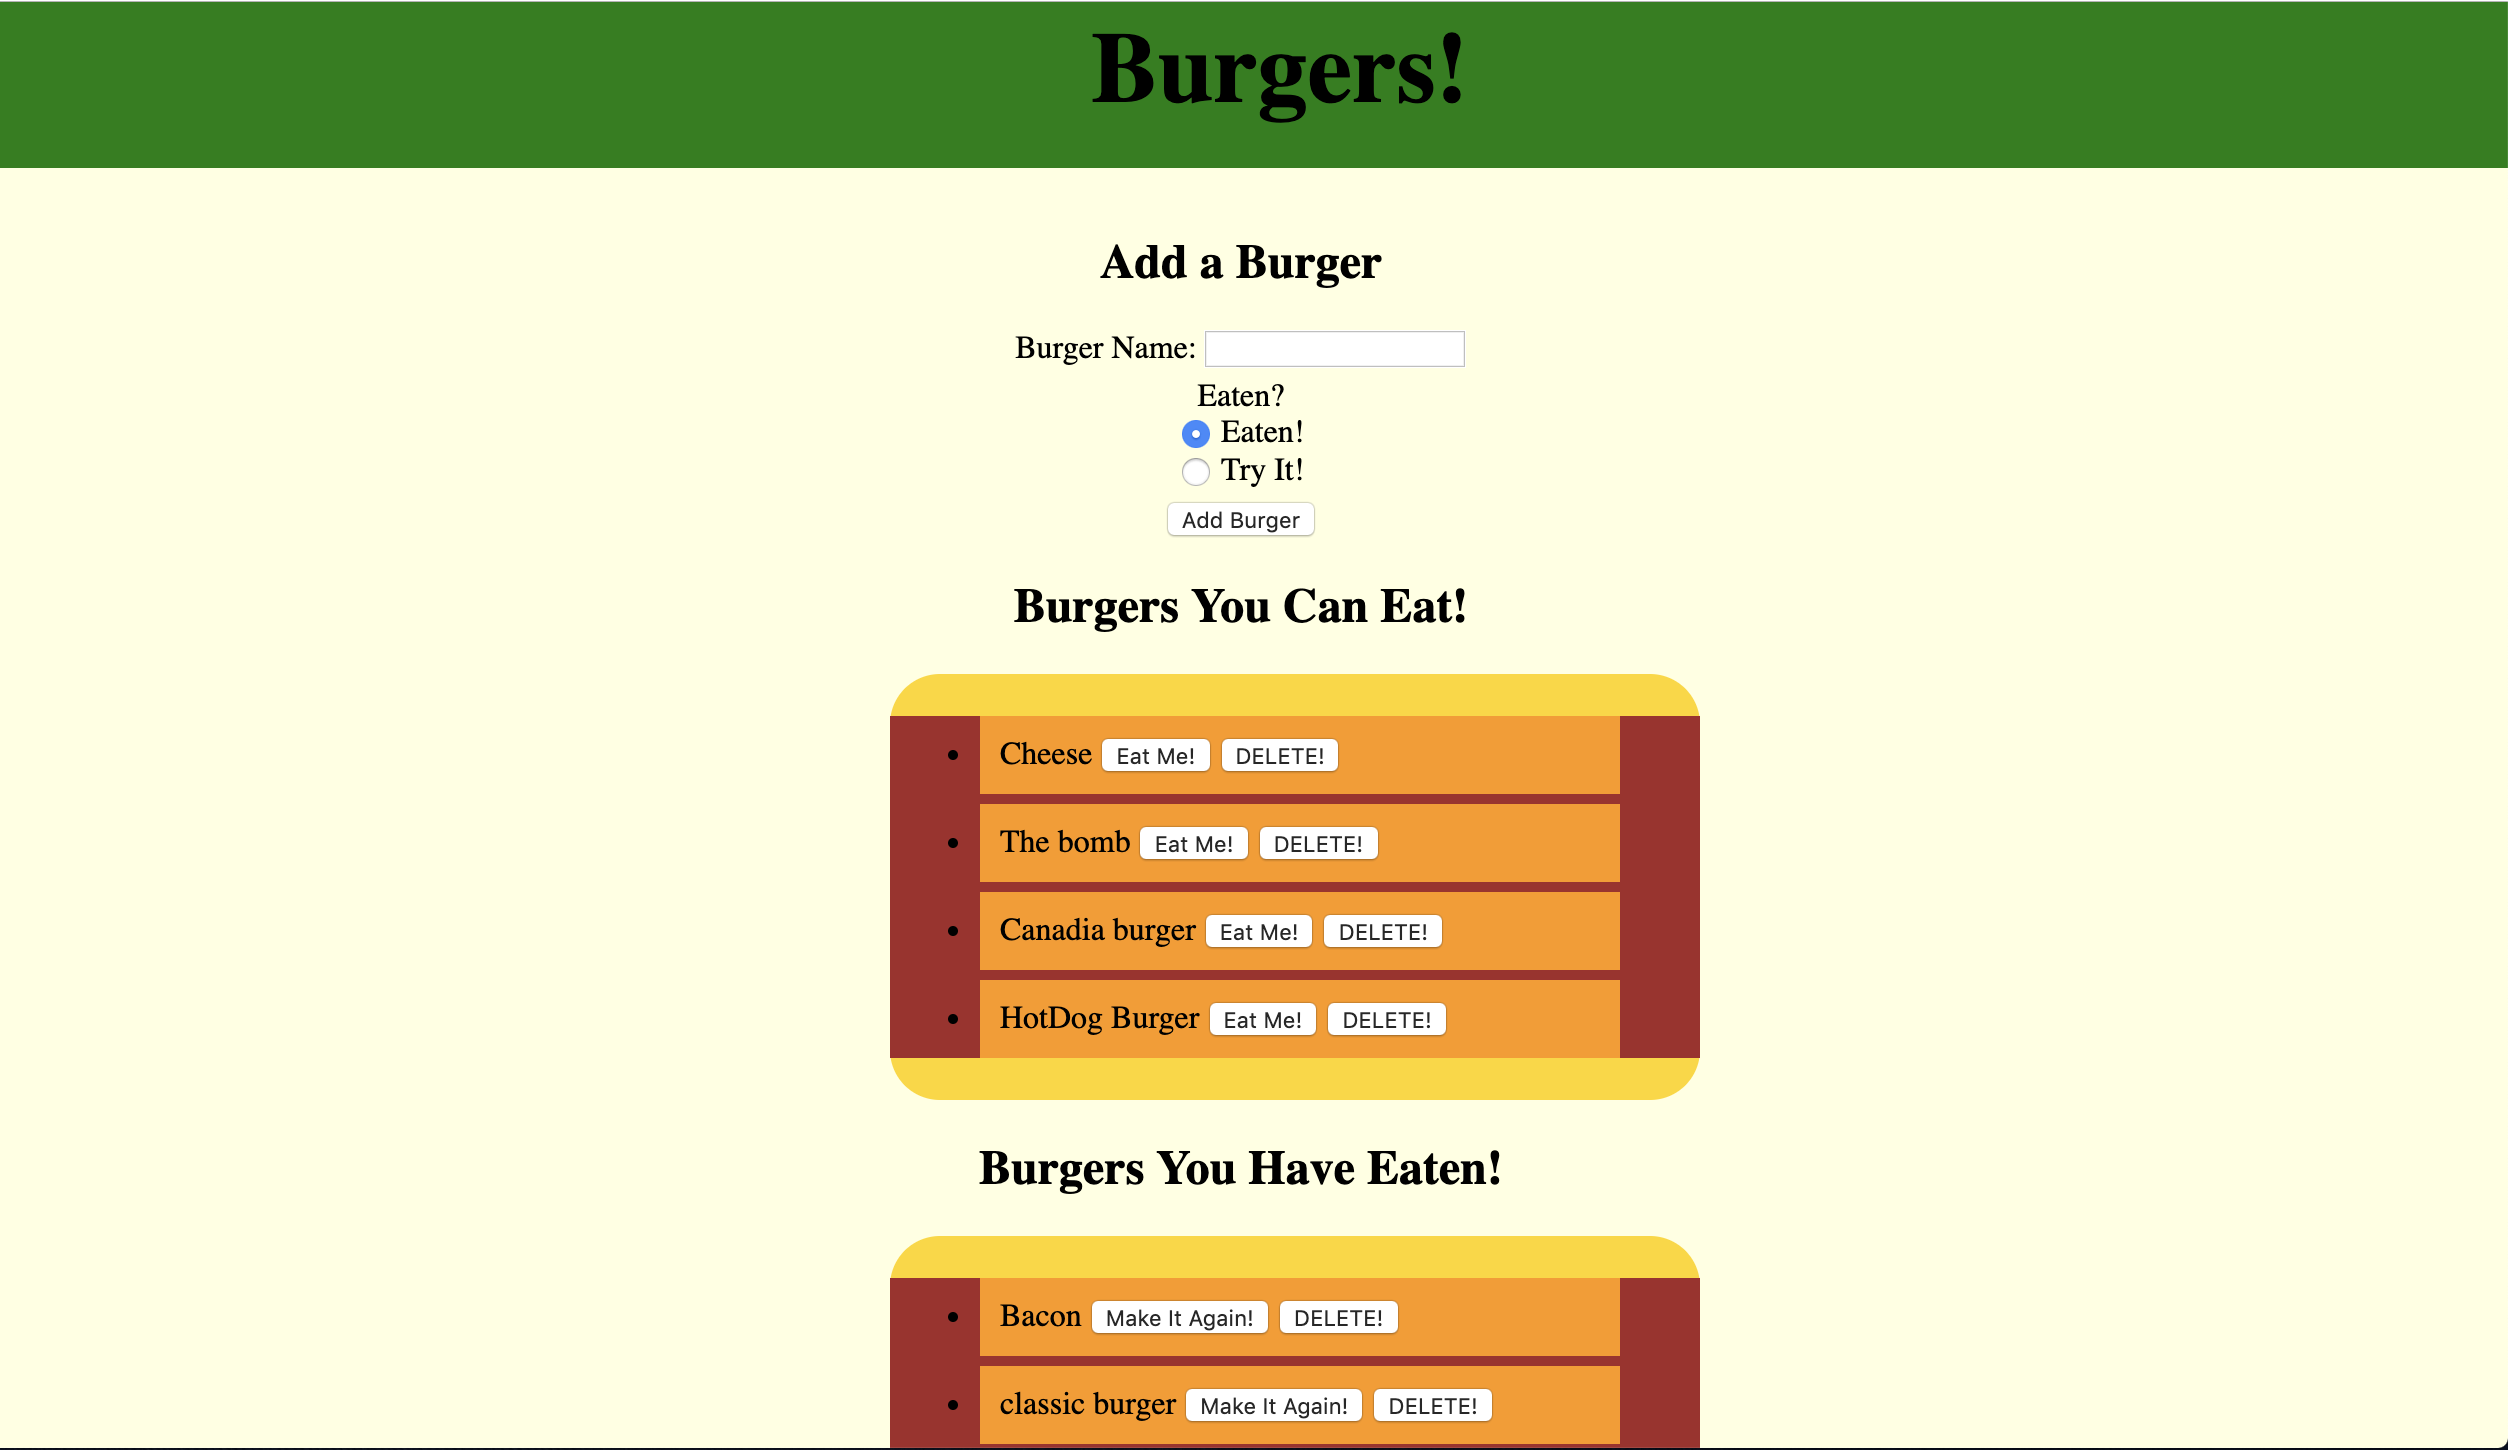 Burgers!
Add a Burger
Burger Name:
Eaten?
Eaten!
Try It!
Add Burger
Burgers You Can Eat!
Cheese Eat Me! DELETE!
The bomb Eat Me! DELETE!
Canadia burger Eat Me! DELETE!
HotDog Burger Eat Me! DELETE!
Burgers You Have Eaten!
Bacon Make It Again! DELETE!
classic burger Make It Again! DELETE!